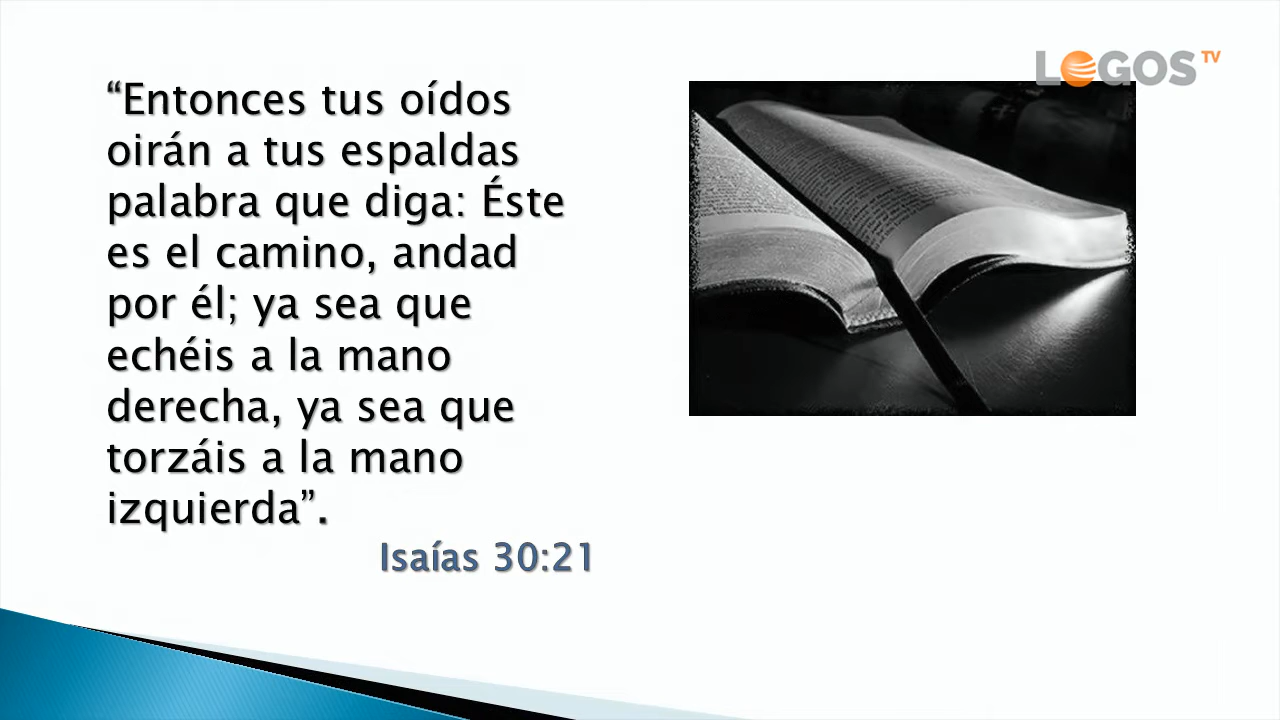 LOGOS TV
“Entonces tus oídos
oirán a tus espaldas
palabra que diga: Éste
es el camino, andad
por él; ya sea que
echéis a la mano
derecha, ya sea que
torzáis a la mano
izquierda”.
Isaías 30:21